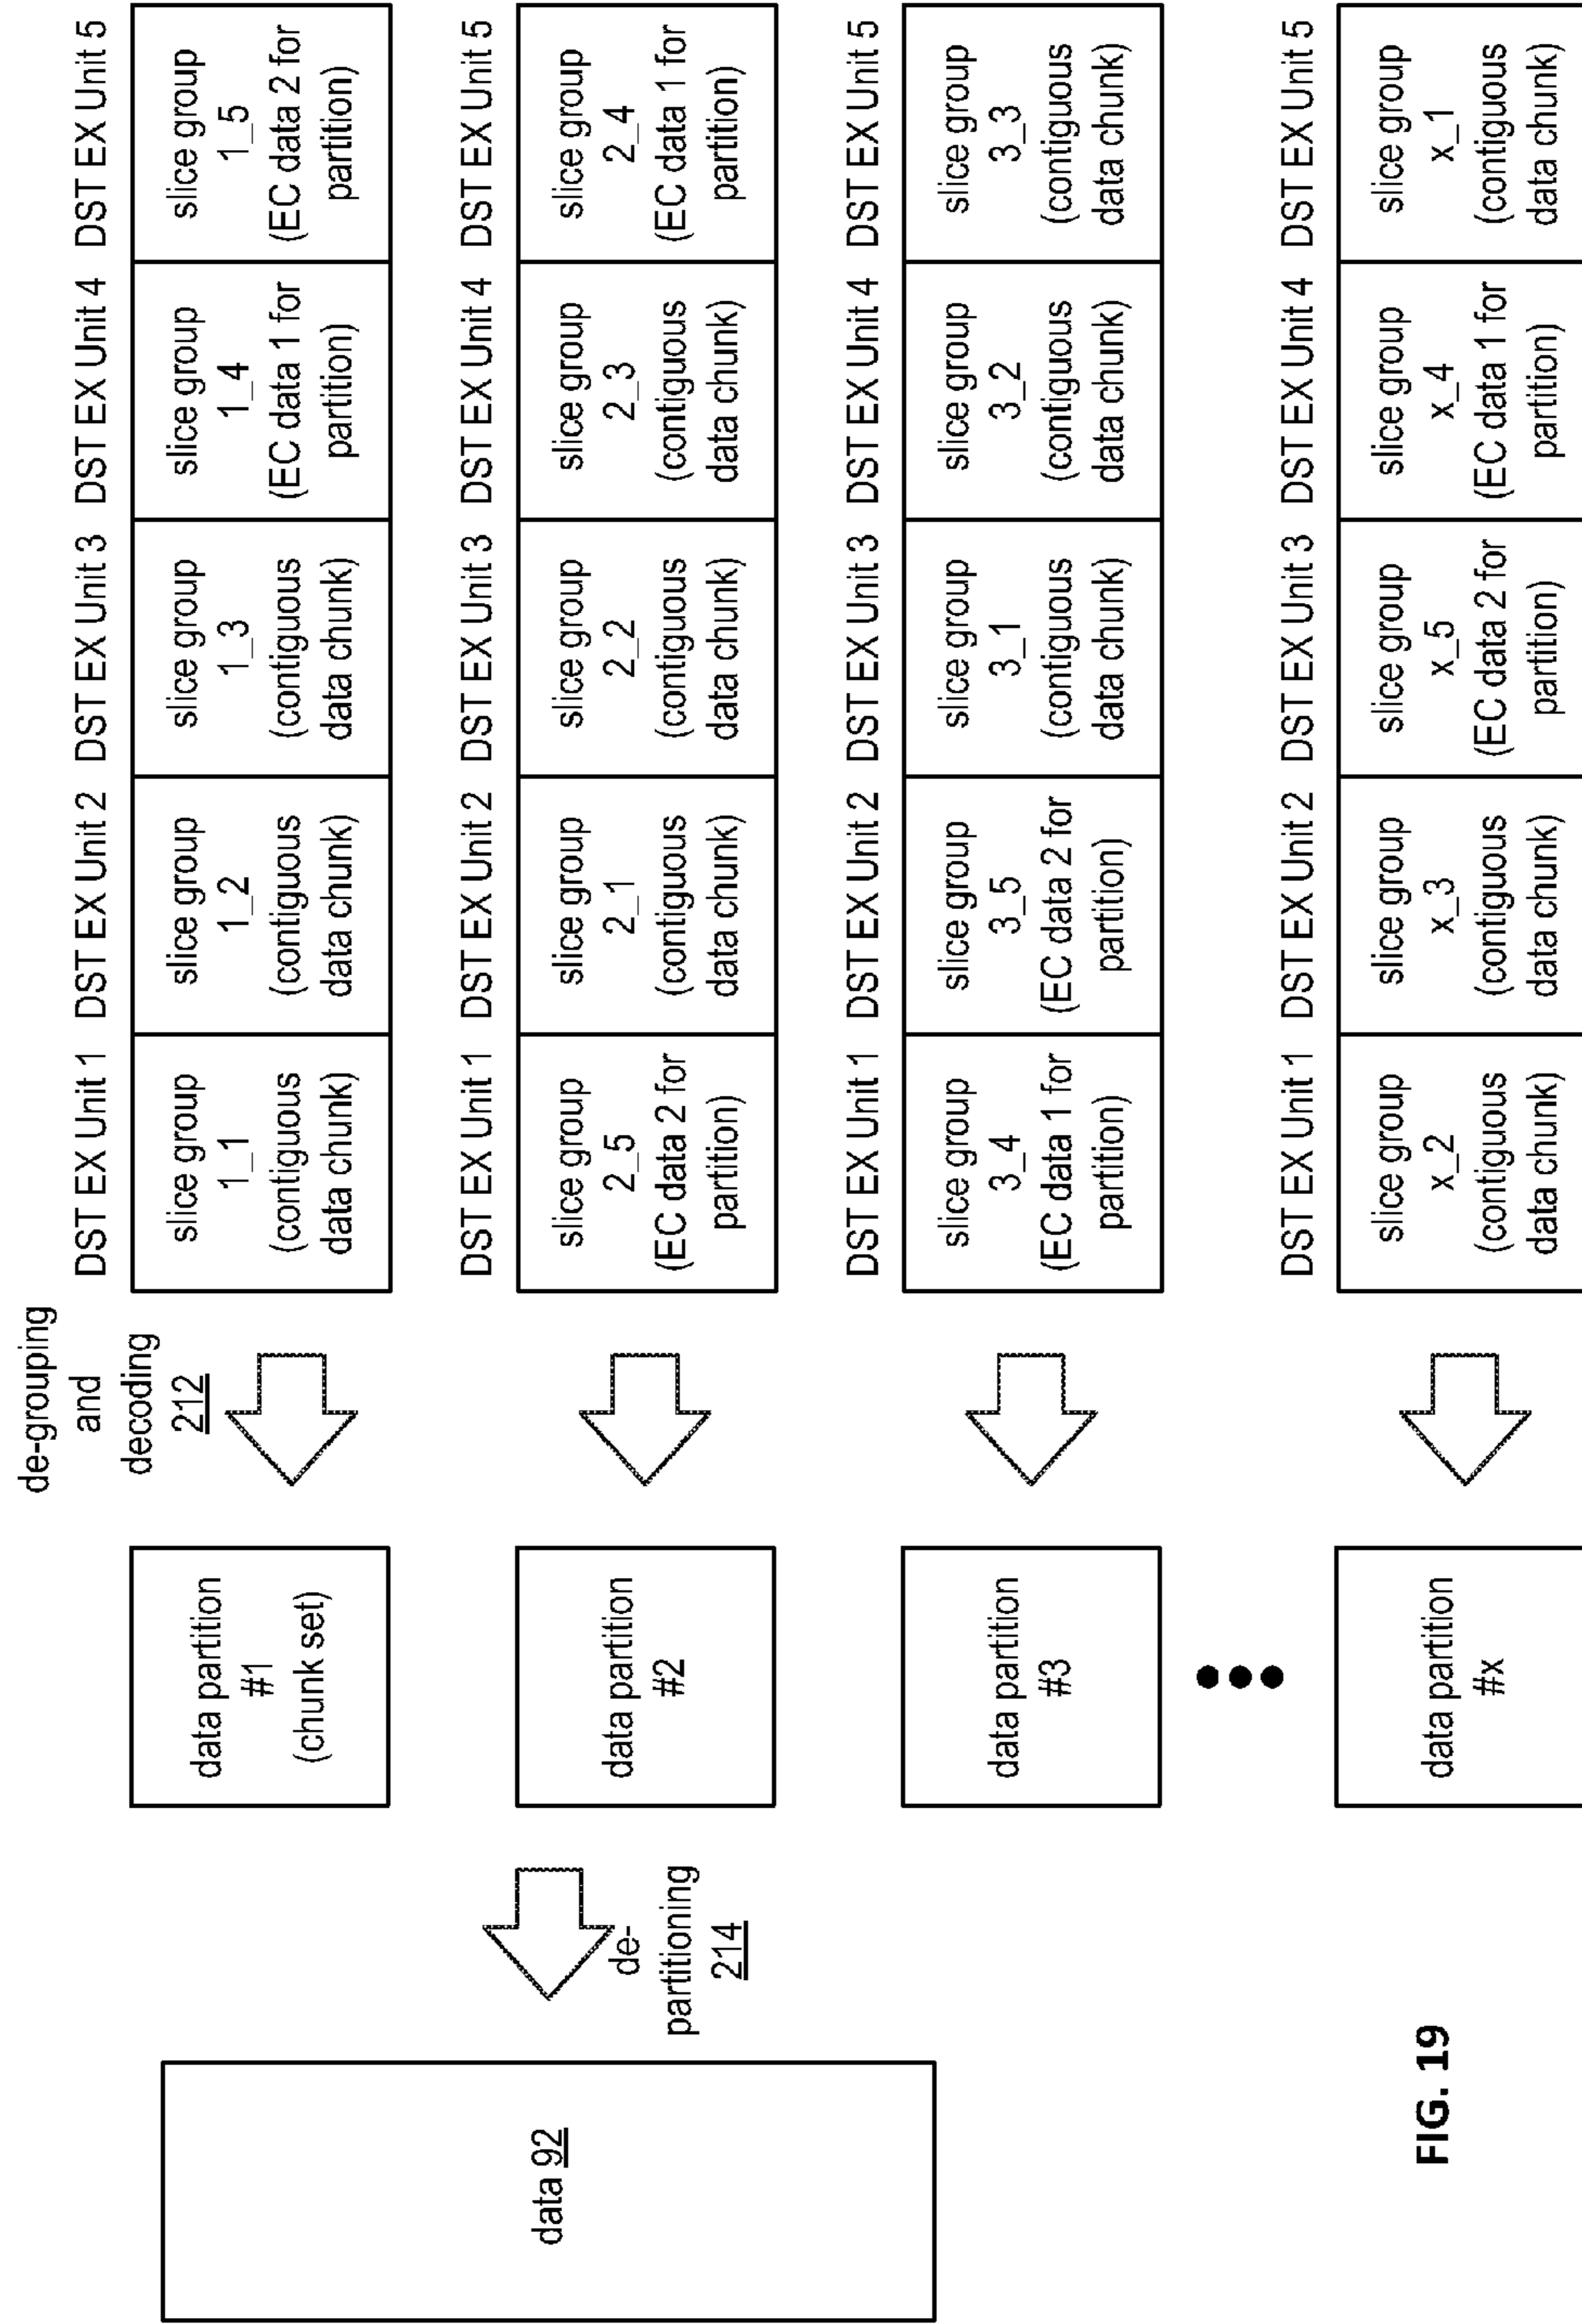 data 92
de-
partitioning
214
data partition
#1
(chunk set)
data partition
#2
data partition
#3
data partition
#x
de-grouping
and
decoding
212
DST EX Unit 1 DST EX Unit 2 DST EX Unit 3 DST EX Unit 4 DST EX Unit 5
slice group
1_1
(contiguous
data chunk)
slice group
1_2
(contiguous
data chunk)
slice group
1_3
(contiguous
data chunk)
slice group
1_4
(EC data 1 for
partition)
slice group
1_5
(EC data 2 for
partition)
DST EX Unit 1 DST EX Unit 2 DST EX Unit 3 DST EX Unit 4 DST EX Unit 5
slice group
2_5
(EC data 2 for
partition)
slice group
2_1
(contiguous
data chunk)
slice group
2_2
(contiguous
data chunk)
slice group
2_3
(contiguous
data chunk)
slice group
2_4
(EC data 1 for
partition)
DST EX Unit 1 DST EX Unit 2 DST EX Unit 3 DST EX Unit 4 DST EX Unit 5
slice group
3_4
(EC data 1 for
partition)
slice group
3_5
(EC data 2 for
partition)
slice group
3_1
(contiguous
data chunk)
slice group
3_2
(contiguous
data chunk)
slice group
3_3
(contiguous
data chunk)
DST EX Unit 1 DST EX Unit 2 DST EX Unit 3 DST EX Unit 4 DST EX Unit 5
slice group
x_2
(contiguous
data chunk)
slice group
x_3
(contiguous
data chunk)
slice group
x_5
(EC data 2 for
partition)
slice group
x_4
(EC data 1 for
partition)
slice group
x_1
(contiguous
data chunk)
FIG. 19